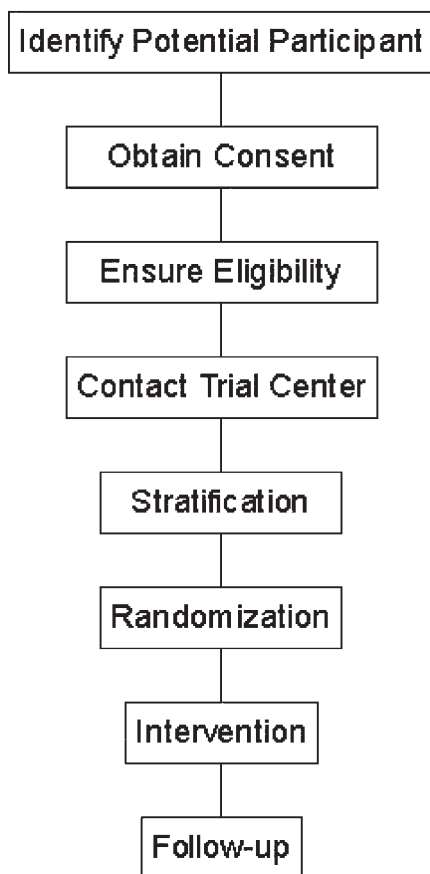 Identify Potential Participant
Obtain Consent
Ensure Eligibility
Contact Trial Center
Stratification
Randomization
Intervention
Follow-up